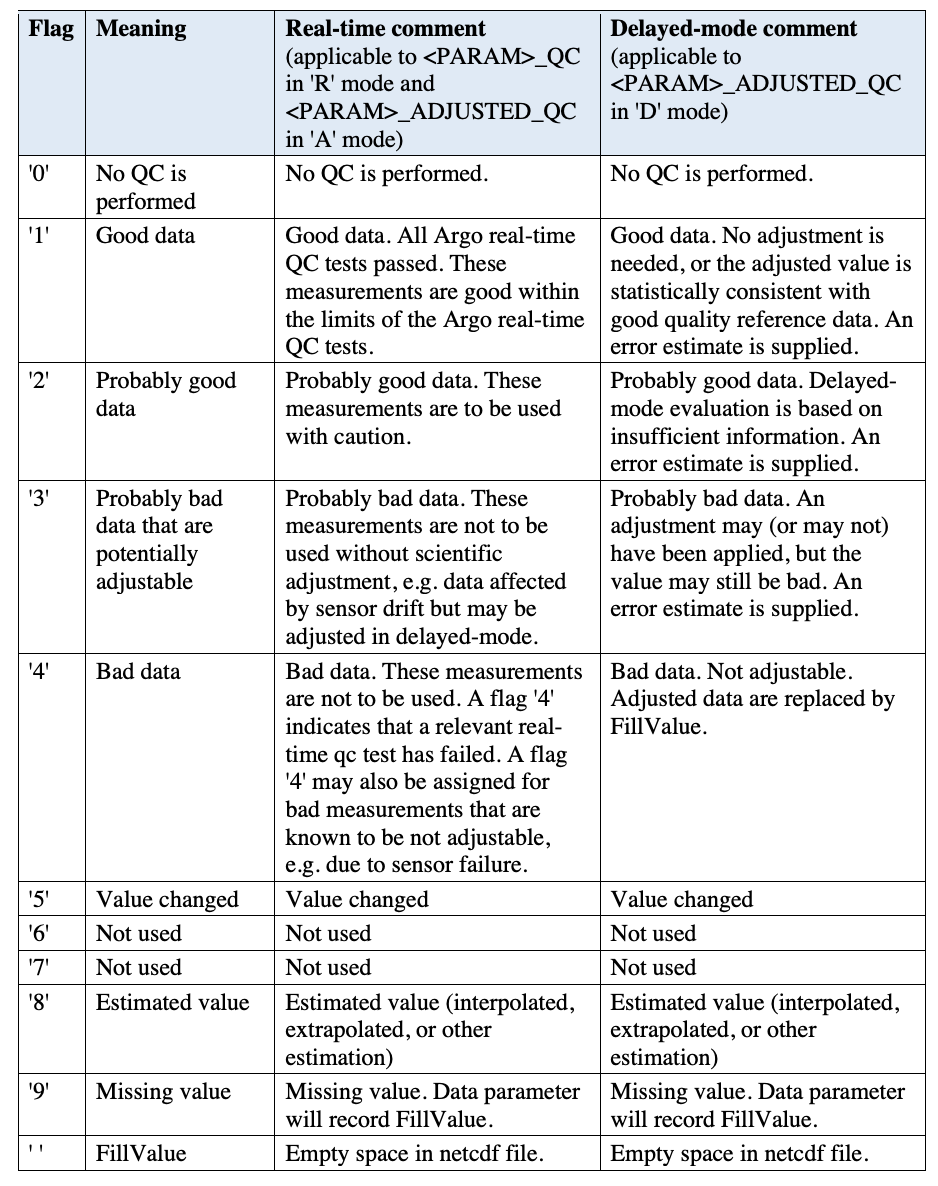 Flag
Meaning
Real-time comment
(applicable to <PARAM>_QC
in 'R' mode and
<PARAM>_ADJUSTED_QC
in 'A' mode)
Delayed-mode comment
(applicable to
<PARAM>_ADJUSTED_QC
in 'D' mode)
'0'
No QC is
performed
No QC is performed.
No QC is performed.
'1'
Good data
Good data. All Argo real-time
QC tests passed. These
measurements are good within
the limits of the Argo real-time
QC tests.
Good data. No adjustment is
needed, or the adjusted value is
statistically consistent with
good quality reference data. An
error estimate is supplied.
'2'
Probably good
data
Probably good data. These
measurements are to be used
with caution.
Probably good data. Delayed-
mode evaluation is based on
insufficient information. An
error estimate is supplied.
'3'
Probably bad
data that are
potentially
adjustable
Probably bad data. These
measurements are not to be
used without scientific
adjustment, e.g. data affected
by sensor drift but may be
adjusted in delayed-mode.
Probably bad data. An
adjustment may (or may not)
have been applied, but the
value may still be bad. An
error estimate is supplied.
'4'
Bad data
Bad data. These measurements
are not to be used. A flag '4'
indicates that a relevant real-
time qc test has failed. A flag
'4' may also be assigned for
bad measurements that are
known to be not adjustable,
e.g. due to sensor failure.
Bad data. Not adjustable.
Adjusted data are replaced by
FillValue.
'5'
Value changed
Value changed
Value changed
'6'
Not used
Not used
Not used
'7'
Not used
Not used
Not used
'8'
Estimated value
Estimated value (interpolated,
extrapolated, or other
estimation)
Estimated value (interpolated,
extrapolated, or other
estimation)
'9'
Missing value
Missing value. Data parameter
will record FillValue.
Missing value. Data parameter
will record FillValue.
' '
FillValue
Empty space in netcdf file.
Empty space in netcdf file.